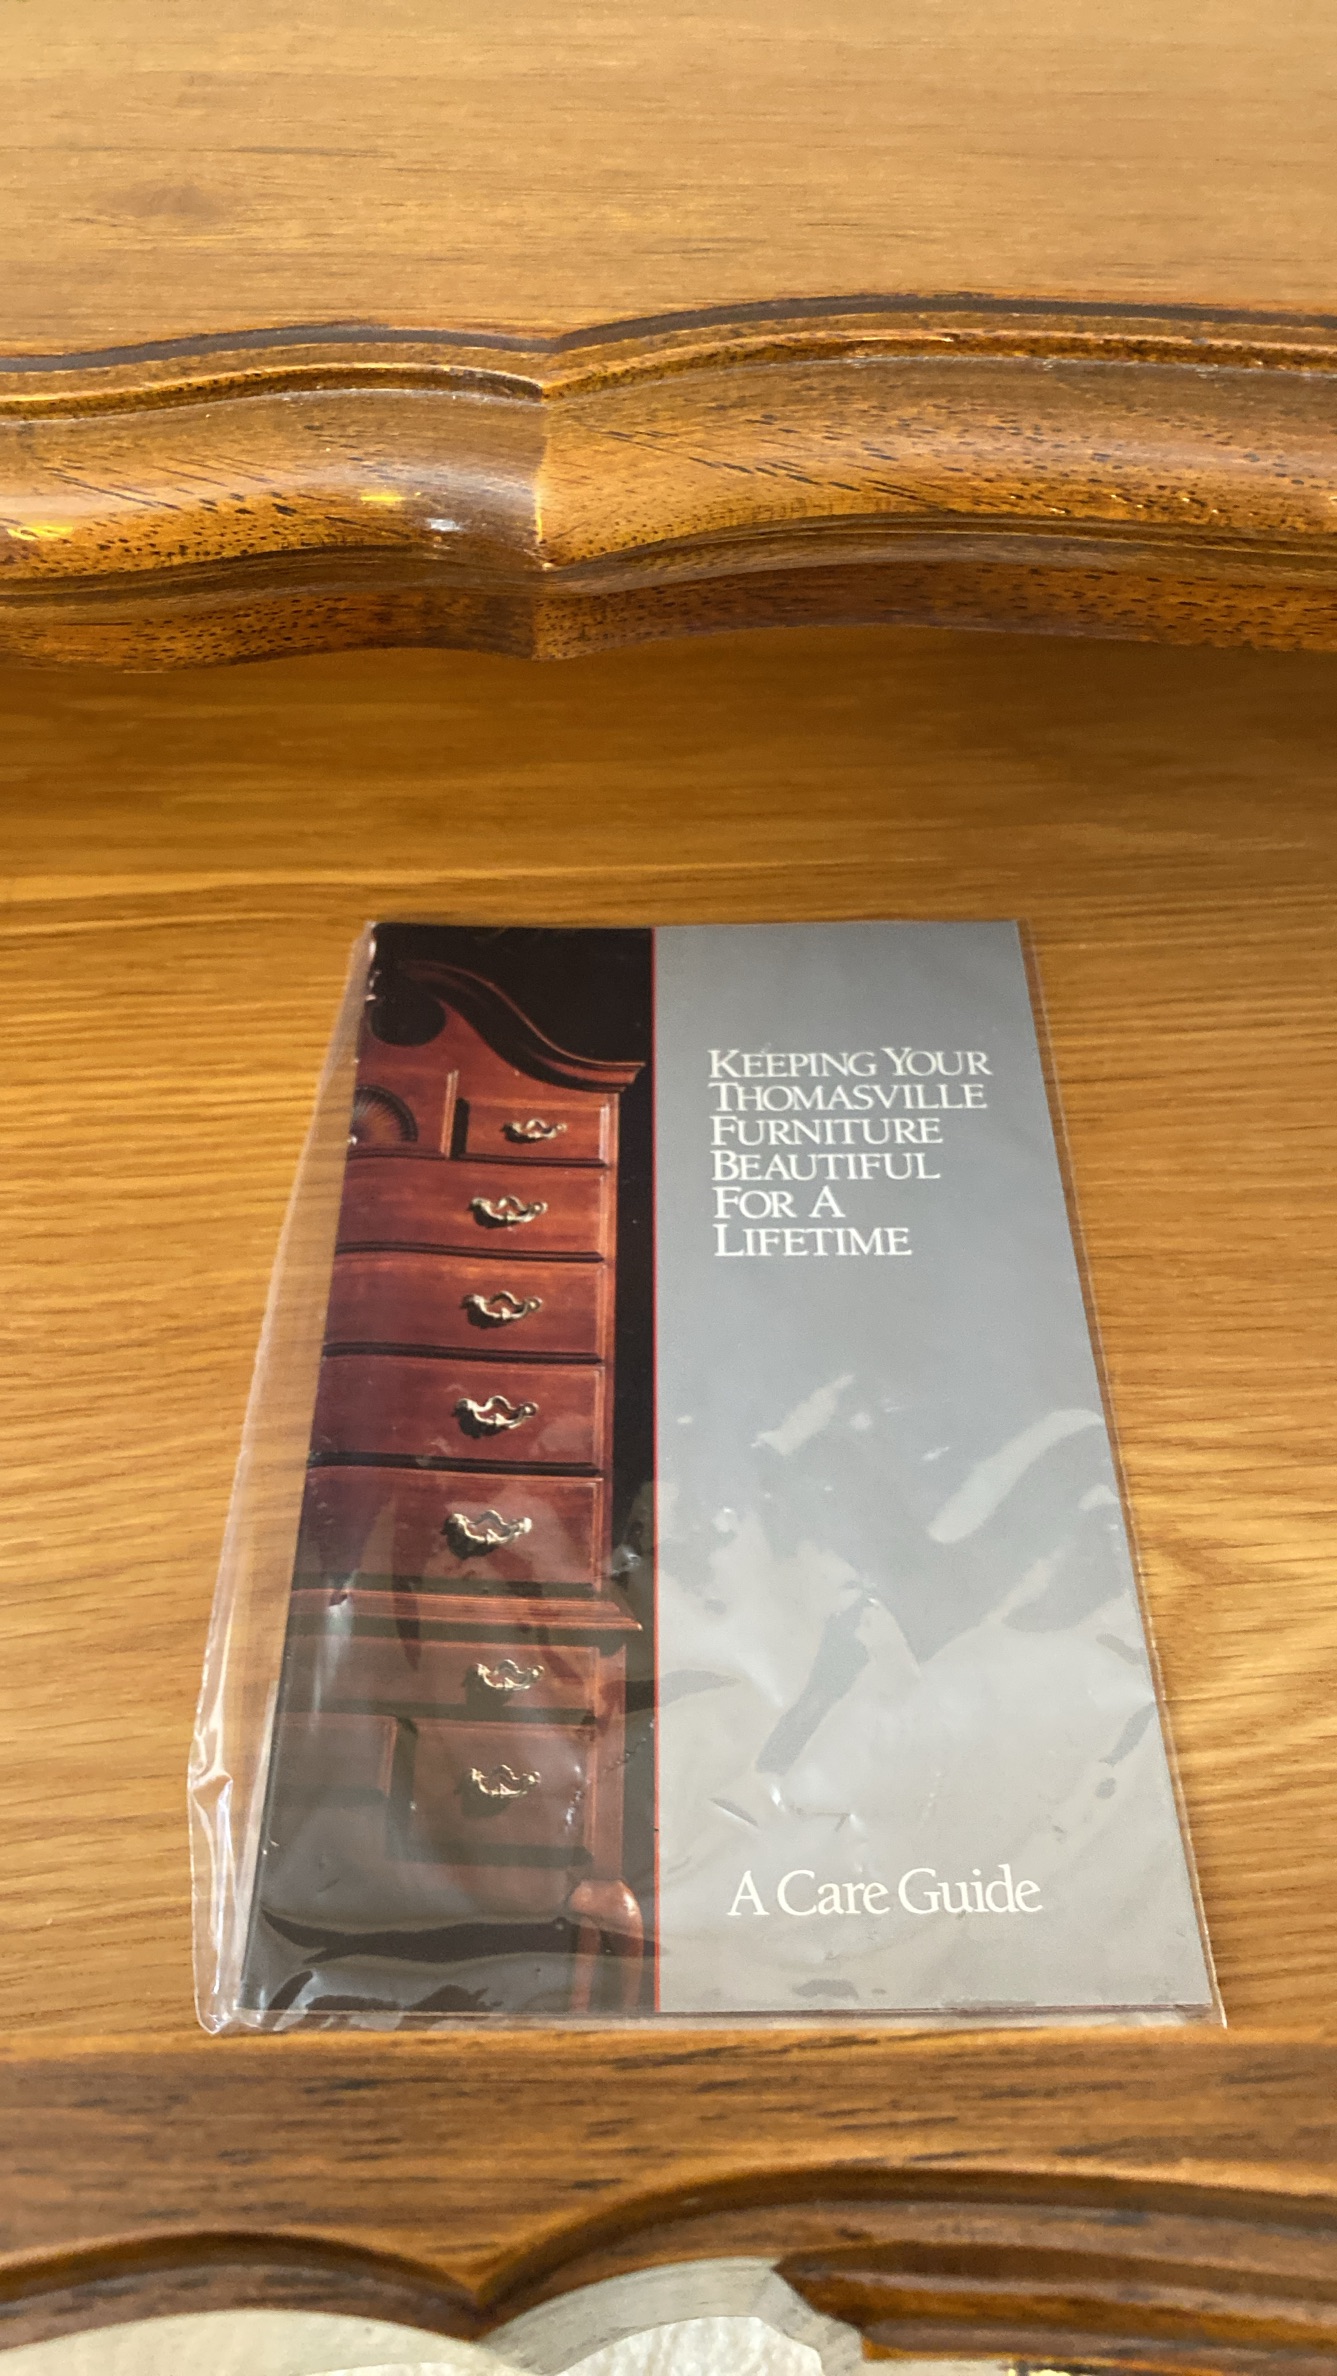 KEEPING YOUR
THOMASVILLE
FURNITURE
BEAUTIFUL
FOR A
LIFETIME
A Care Guide